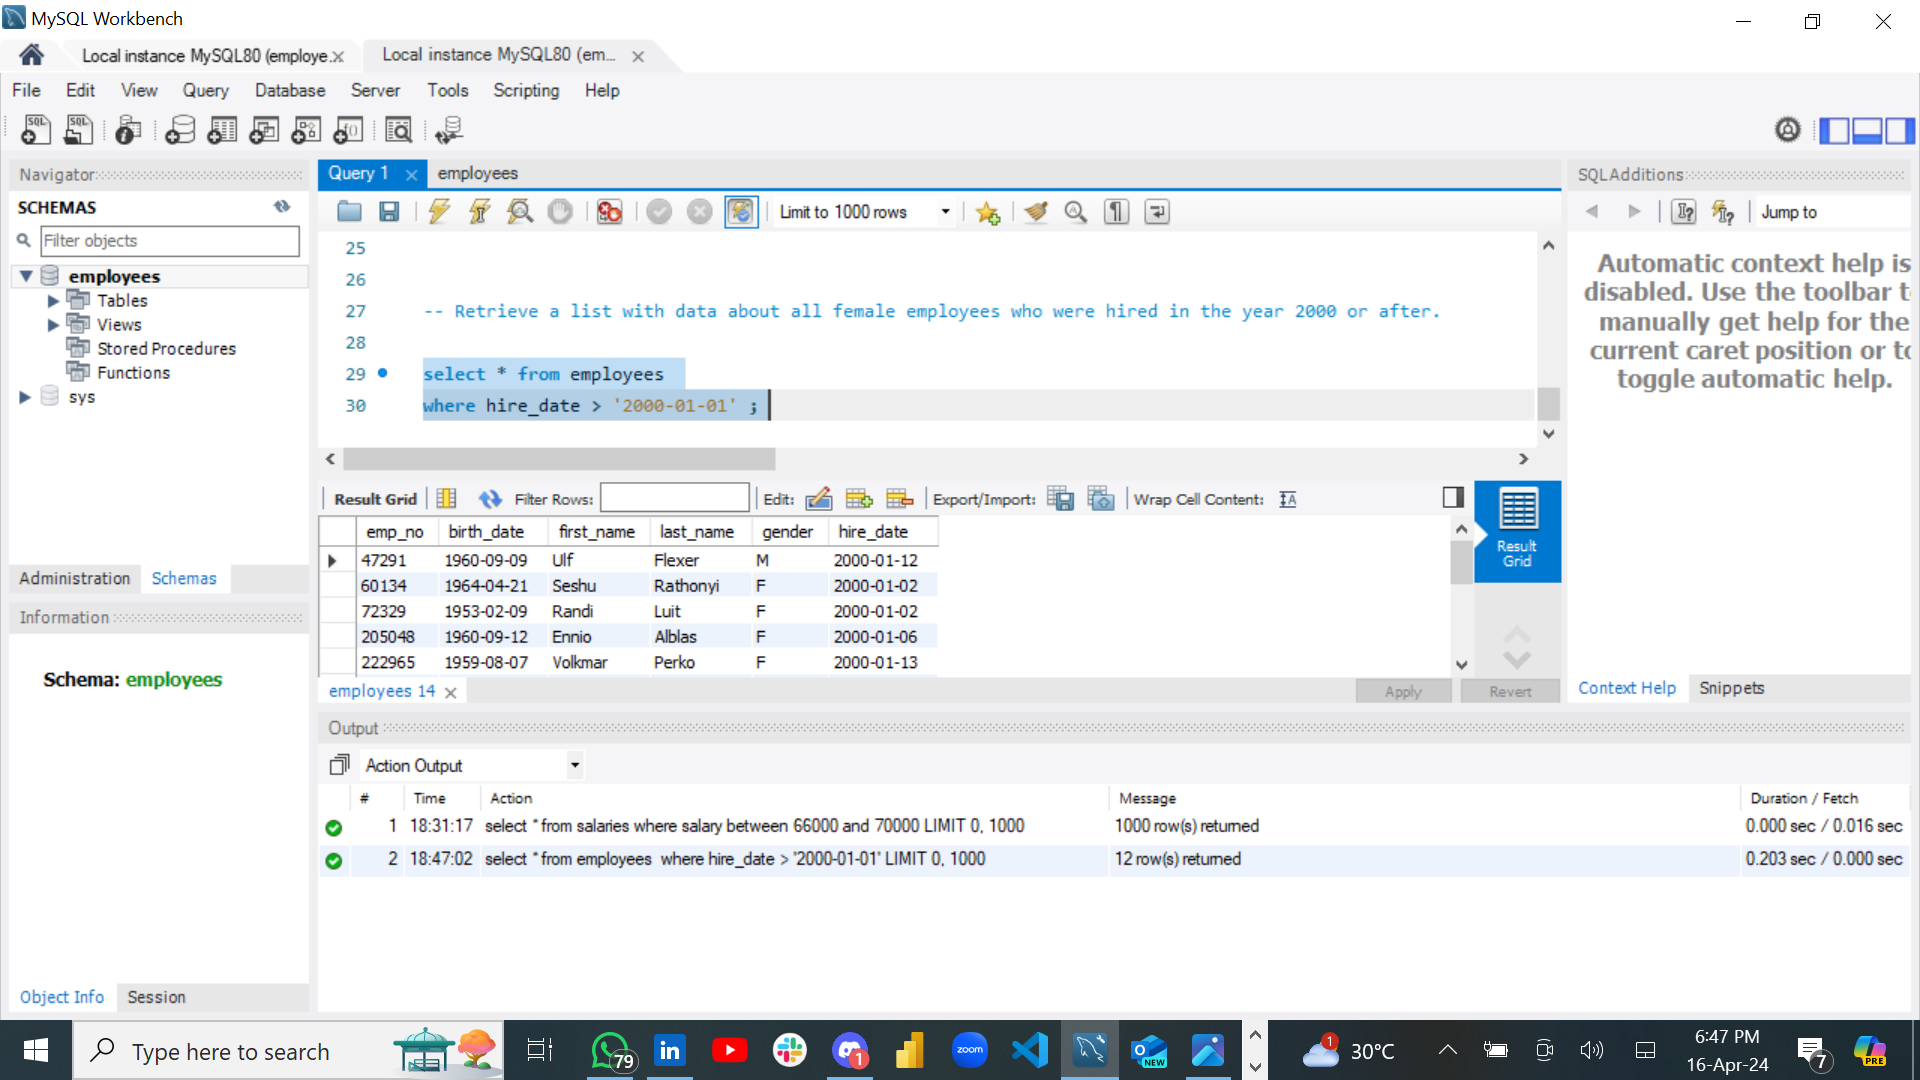 MySQL Workbench
Local instance MySQL80 (employe.
Local instance MySQL80 (em...
File Edit View Query Database Server Tools Scripting Help
Navigator
SCHEMAS
Filter objects
employees
Tables
Views
Stored Procedures
Functions
sys
Administration Schemas
Information
Schema: employees
Object Info Session
Query 1 employees
Limit to 1000 rows
25
26
27 -- Retrieve a list with data about all female employees who were hired in the year 2000 or after.
28
29 select * from employees
30 where hire_date > '2000-01-01' ;
Result Grid Filter Rows: Edit: Export/Import: Wrap Cell Content:
emp_no birth_date first_name last_name gender hire_date
47291 1960-09-09 Ulf Flexer M 2000-01-12
60134 1964-04-21 Seshu Rathonyi F 2000-01-02
72329 1953-02-09 Randi Luit F 2000-01-02
205048 1960-09-12 Ennio Alblas F 2000-01-06
222965 1959-08-07 Volkmar Perko F 2000-01-13
Result
Grid
employees 14
Apply Revert
SQLAdditions
Jump to
Automatic context help is
disabled. Use the toolbar t
manually get help for the
current caret position or to
toggle automatic help.
Context Help Snippets
Output
Action Output
# Time Action Message Duration / Fetch
1 18:31:17 select * from salaries where salary between 66000 and 70000 LIMIT 0, 1000 1000 row(s) returned 0.000 sec / 0.016 sec
2 18:47:02 select * from employees where hire_date > '2000-01-01' LIMIT 0, 1000 12 row(s) returned 0.203 sec / 0.000 sec
Type here to search
79
in
1
zoom
NEW
1
30°C
6:47 PM
16-Apr-24
7
PRE